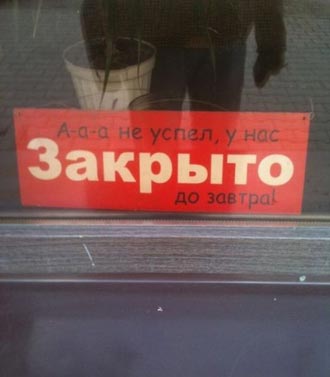 А-а-а не успел, у нас
Закрыто
до завтра!